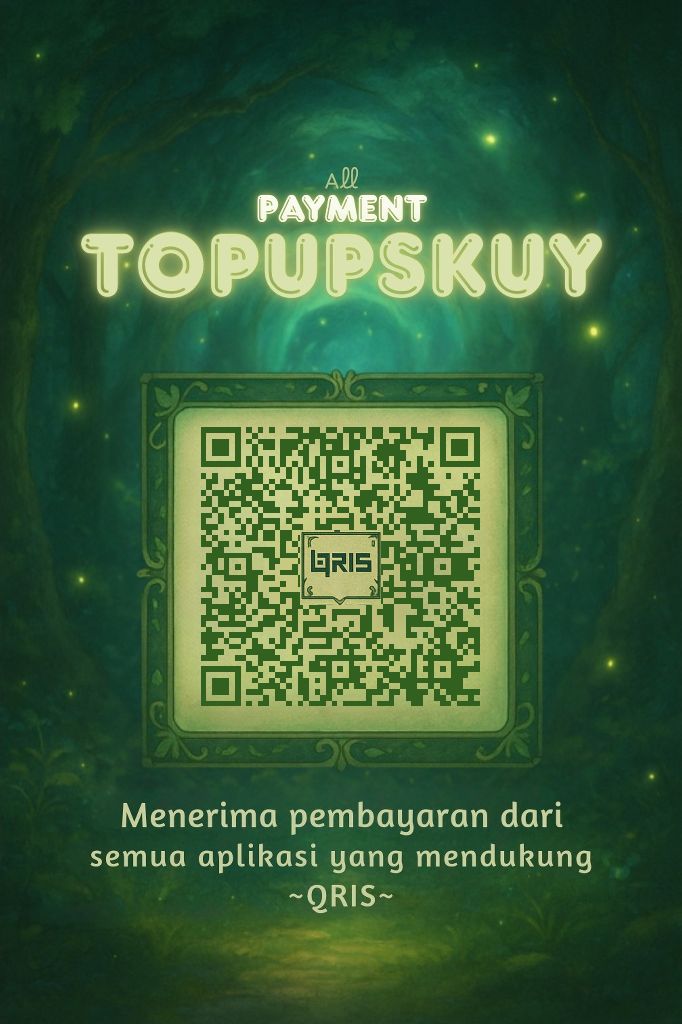 All
PAYMENT
TOPUPSKUY
QRIS
Menerima pembayaran dari
semua aplikasi yang mendukung
~QRIS~